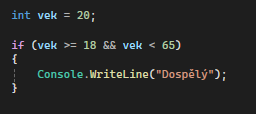 int vek = 20;
if (vek >= 18 && vek < 65)
{
    Console.WriteLine("Dospělý");
}